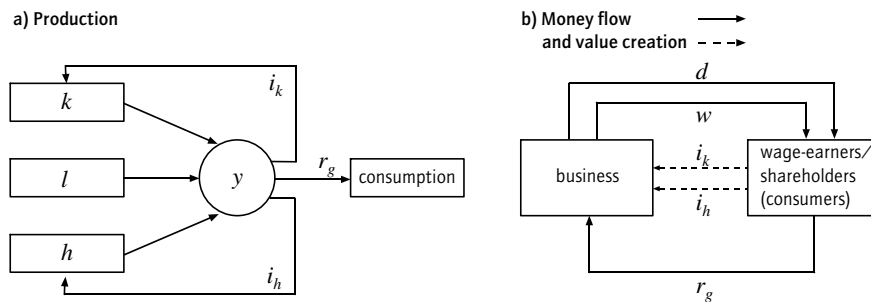 a) Production
k
l
h
y
i_k
i_h
r_g
consumption
b) Money flow
and value creation
d
w
business
i_k
i_h
wage-earners/
shareholders
(consumers)
r_g